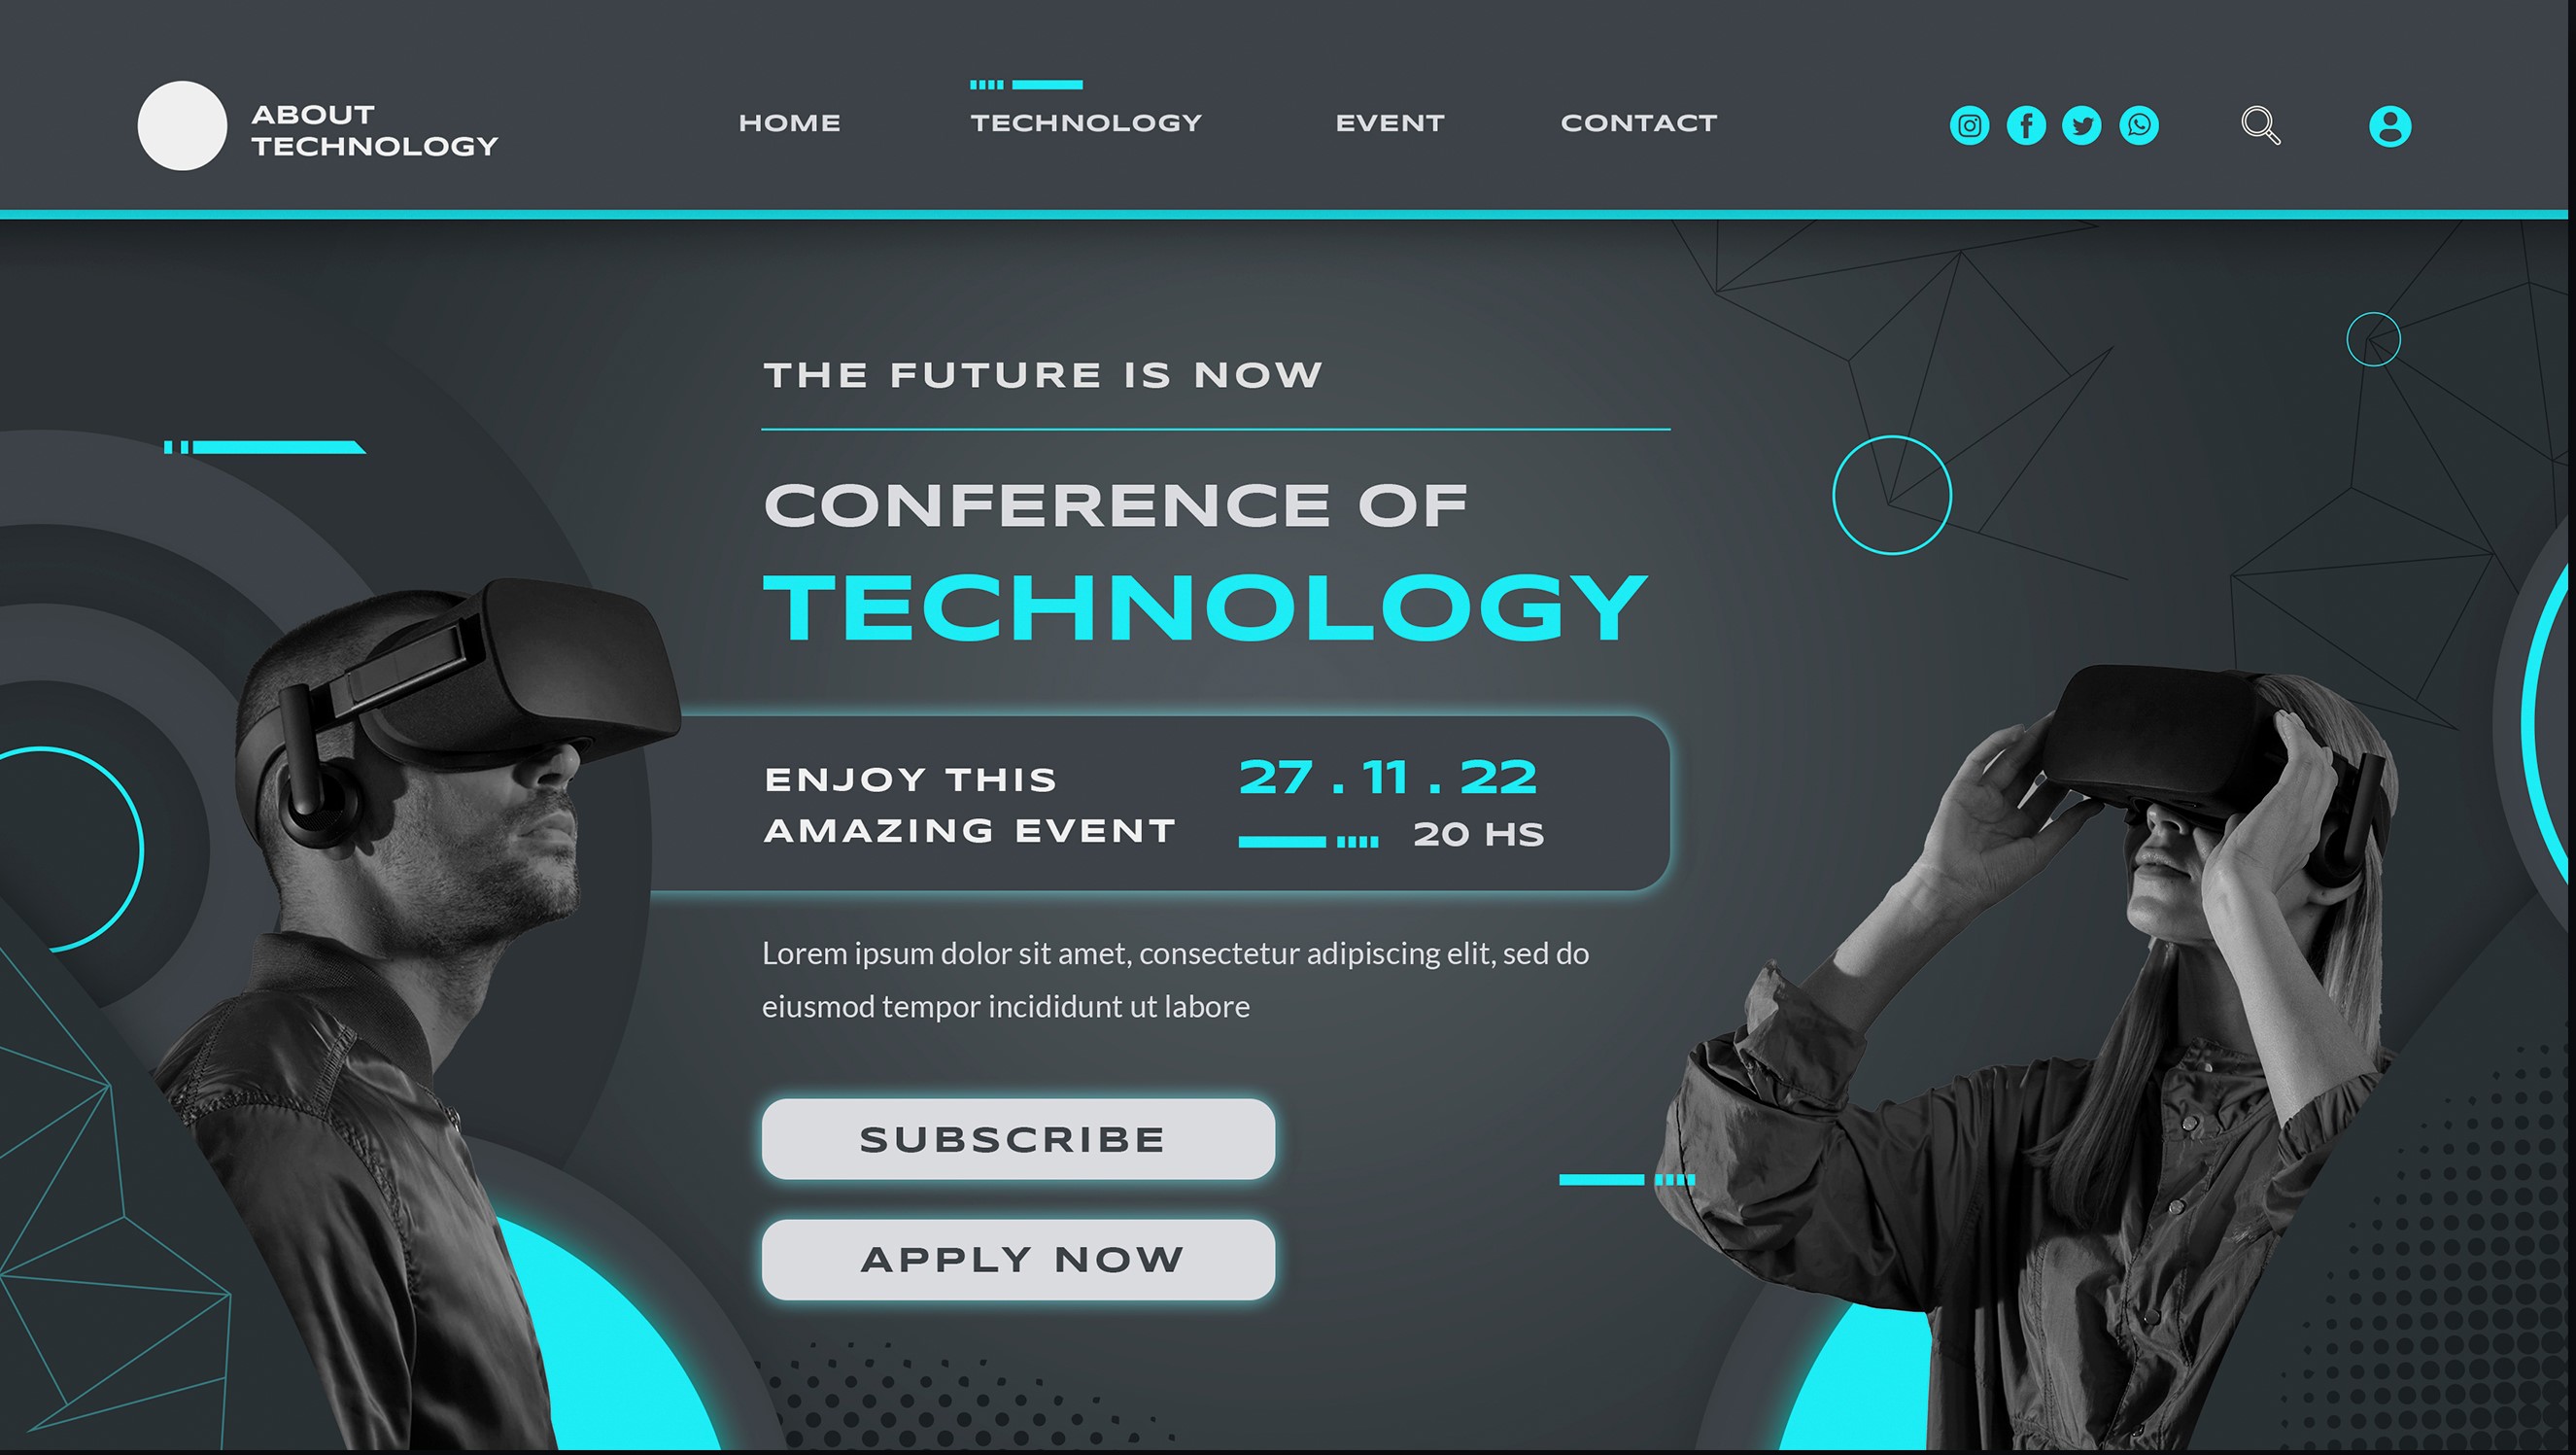 ABOUT
TECHNOLOGY
HOME
TECHNOLOGY
EVENT
CONTACT
THE FUTURE IS NOW
CONFERENCE OF
TECHNOLOGY
ENJOY THIS
AMAZING EVENT
27 . 11 . 22
20 HS
Lorem ipsum dolor sit amet, consectetur adipiscing elit, sed do
eiusmod tempor incididunt ut labore
SUBSCRIBE
APPLY NOW